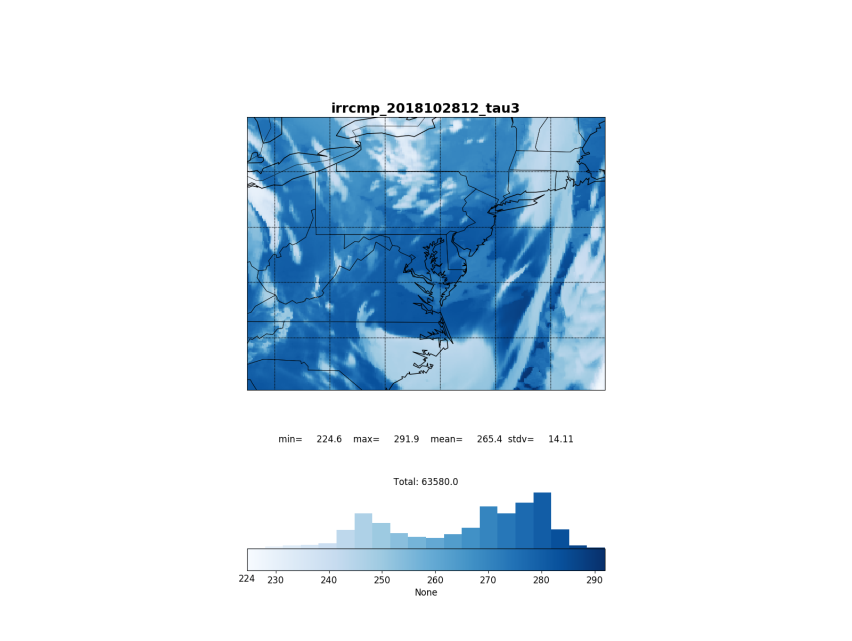 irrcmp_2018102812_tau3
min= 224.6 max= 291.9 mean= 265.4 stdv= 14.11
Total: 63580.0
224 230 240 250 260 270 280 290
None